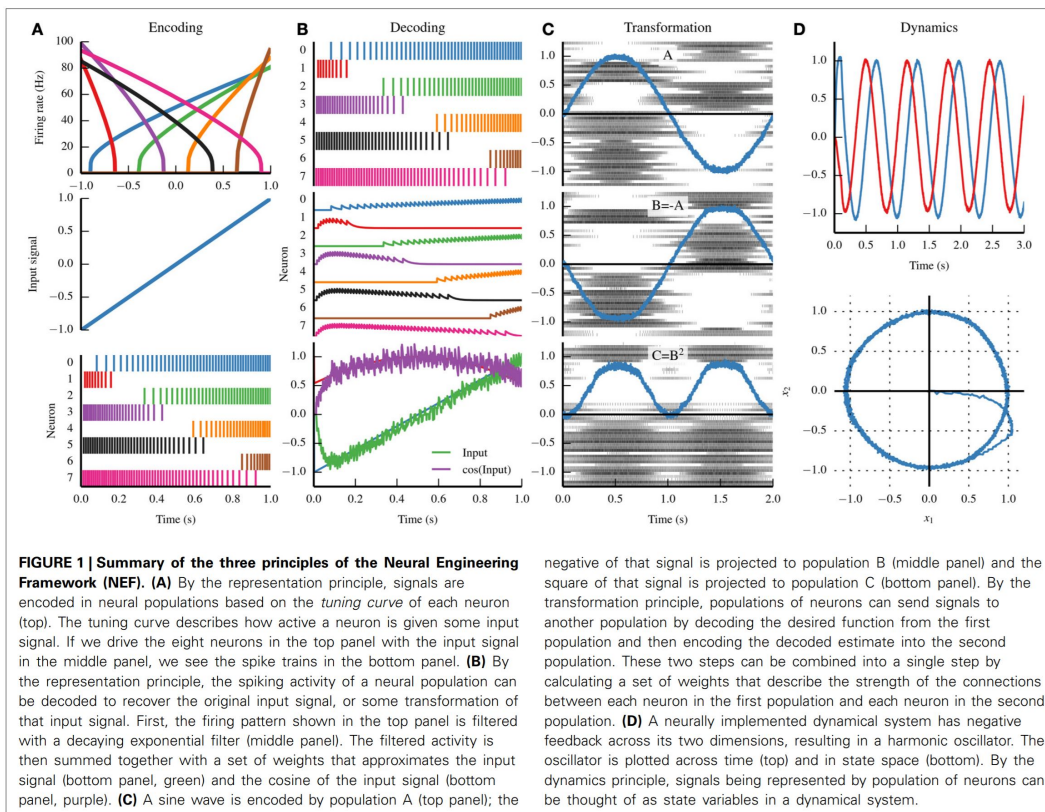 A Encoding
Firing rate (Hz)
100
80
60
40
20
0
−1.0 −0.5 0.0 0.5 1.0
Input signal
1.0
0.5
0.0
−0.5
−1.0
Neuron
0
1
2
3
4
5
6
7
0.0 0.2 0.4 0.6 0.8 1.0
Time (s)
B Decoding
0
1
2
3
4
5
6
7
Neuron
0
1
2
3
4
5
6
7
1.0
0.5
0.0
−0.5
−1.0
Input
cos(Input)
0.0 0.2 0.4 0.6 0.8 1.0
Time (s)
C Transformation
A
1.0
0.5
0.0
−0.5
−1.0
B=-A
1.0
0.5
0.0
−0.5
−1.0
C=B²
1.0
0.5
0.0
−0.5
−1.0
0.0 0.5 1.0 1.5 2.0
Time (s)
D Dynamics
1.0
0.5
0.0
−0.5
−1.0
0.0 0.5 1.0 1.5 2.0 2.5 3.0
Time (s)
x₂
1.0
0.5
0.0
−0.5
−1.0
−1.0 −0.5 0.0 0.5 1.0
x₁
FIGURE 1 | Summary of the three principles of the Neural Engineering
Framework (NEF). (A) By the representation principle, signals are
encoded in neural populations based on the tuning curve of each neuron
(top). The tuning curve describes how active a neuron is given some input
signal. If we drive the eight neurons in the top panel with the input signal
in the middle panel, we see the spike trains in the bottom panel. (B) By
the representation principle, the spiking activity of a neural population can
be decoded to recover the original input signal, or some transformation of
that input signal. First, the firing pattern shown in the top panel is filtered
with a decaying exponential filter (middle panel). The filtered activity is
then summed together with a set of weights that approximates the input
signal (bottom panel, green) and the cosine of the input signal (bottom
panel, purple). (C) A sine wave is encoded by population A (top panel); the
negative of that signal is projected to population B (middle panel) and the
square of that signal is projected to population C (bottom panel). By the
transformation principle, populations of neurons can send signals to
another population by decoding the desired function from the first
population and then encoding the decoded estimate into the second
population. These two steps can be combined into a single step by
calculating a set of weights that describe the strength of the connections
between each neuron in the first population and each neuron in the second
population. (D) A neurally implemented dynamical system has negative
feedback across its two dimensions, resulting in a harmonic oscillator. The
oscillator is plotted across time (top) and in state space (bottom). By the
dynamics principle, signals being represented by population of neurons can
be thought of as state variables in a dynamical system.